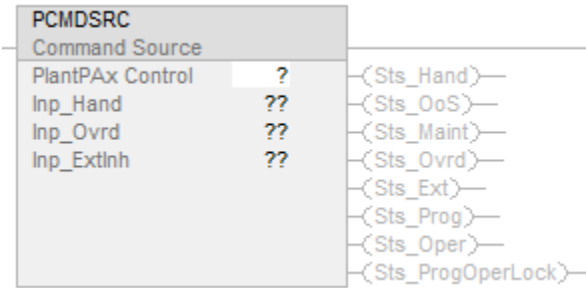 PCMDSRC
Command Source
PlantPAx Control ? (Sts_Hand)
Inp_Hand ?? (Sts_OoS)
Inp_Ovrd ?? (Sts_Maint)
Inp_ExtInh ?? (Sts_Ovrd)
(Sts_Ext)
(Sts_Prog)
(Sts_Oper)
(Sts_ProgOperLock)